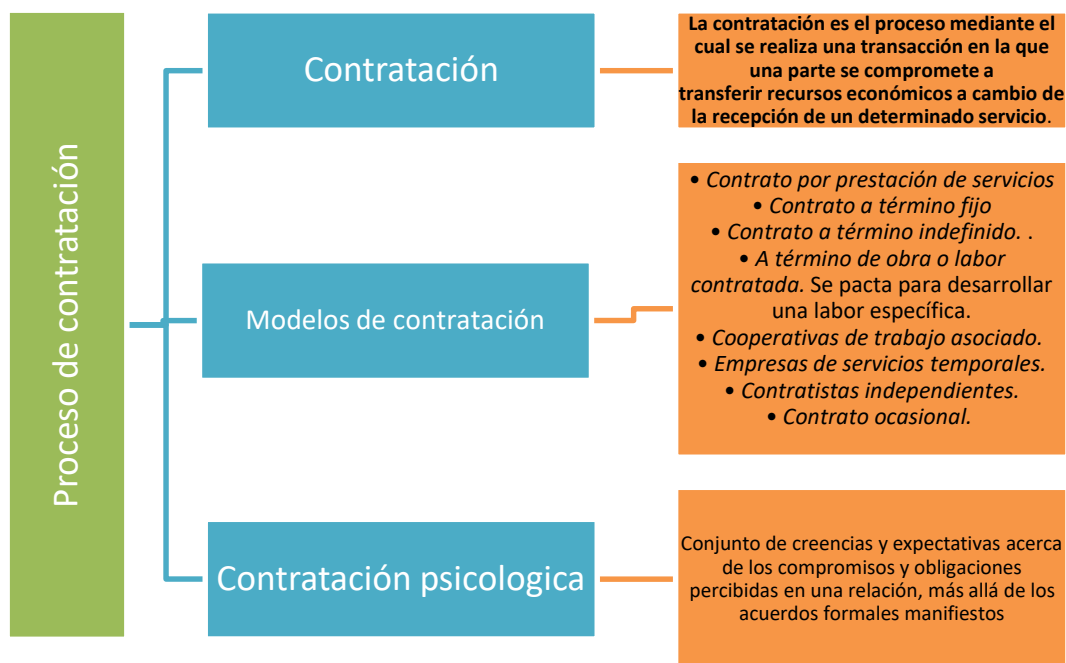 Proceso de contratación
Contratación
La contratación es el proceso mediante el
cual se realiza una transacción en la que
una parte se compromete a
transferir recursos económicos a cambio de
la recepción de un determinado servicio.
Modelos de contratación
• Contrato por prestación de servicios
• Contrato a término fijo
• Contrato a término indefinido. .
• A término de obra o labor
contratada. Se pacta para desarrollar
una labor específica.
• Cooperativas de trabajo asociado.
• Empresas de servicios temporales.
• Contratistas independientes.
• Contrato ocasional.
Contratación psicologica
Conjunto de creencias y expectativas acerca
de los compromisos y obligaciones
percibidas en una relación, más allá de los
acuerdos formales manifiestos